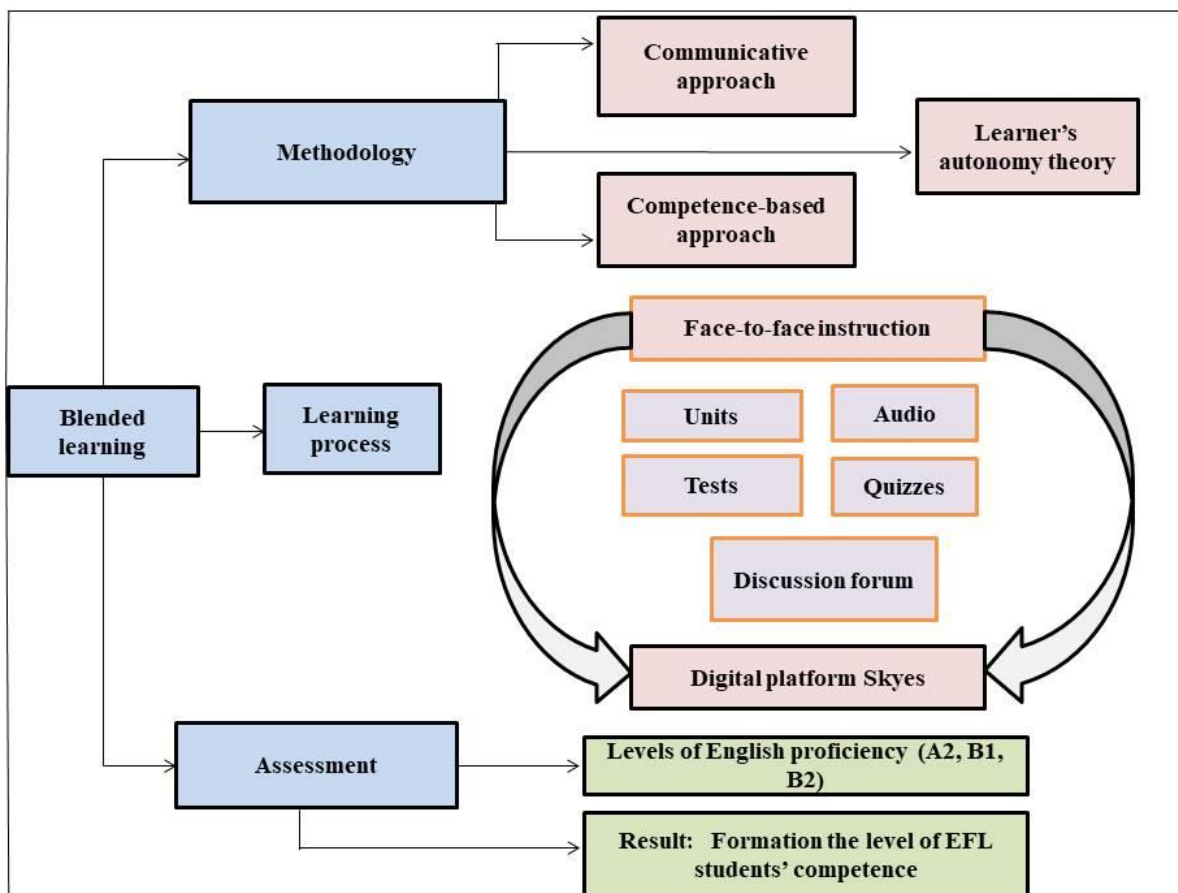 Communicative
approach
Methodology
Learner’s
autonomy theory
Competence-based
approach
Face-to-face instruction
Units
Audio
Blended
learning
Learning
process
Tests
Quizzes
Discussion forum
Digital platform Skyes
Assessment
Levels of English proficiency (A2, B1,
B2)
Result: Formation the level of EFL
students’ competence